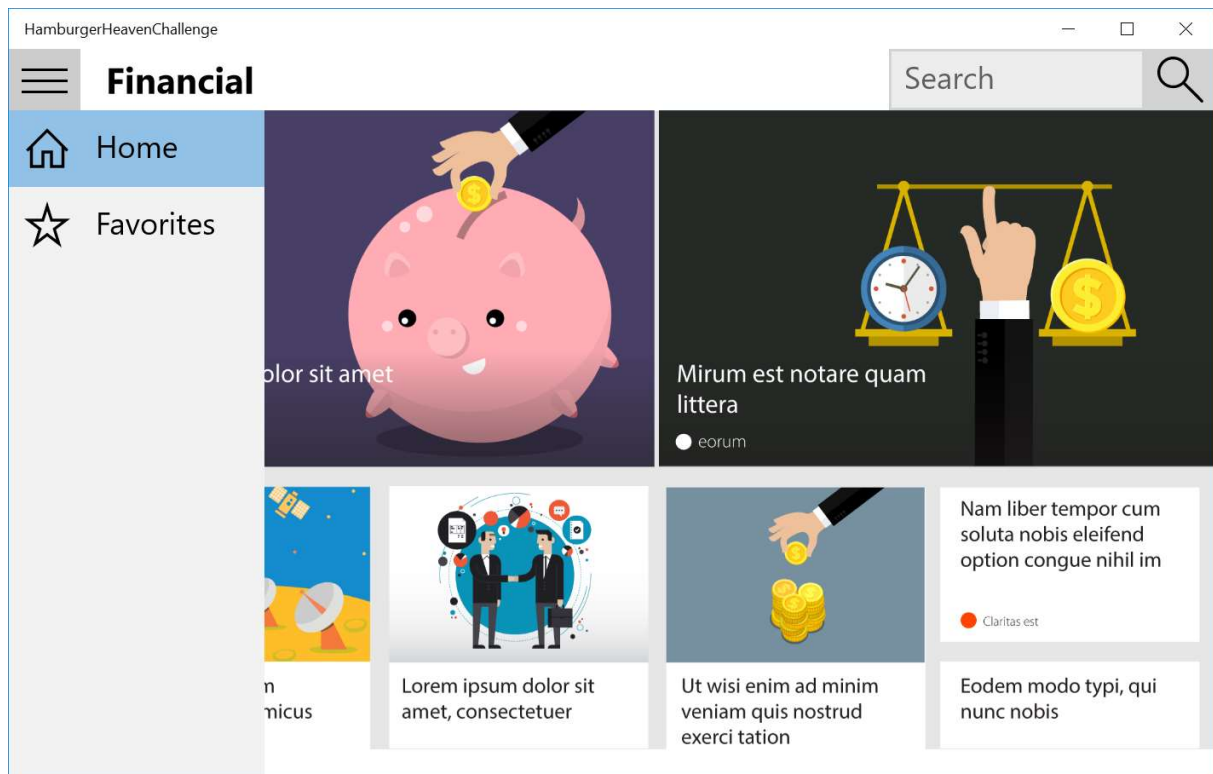 HamburgerHeavenChallenge
Financial
Search
Home
Favorites
olor sit amet
Mirum est notare quam
littera
eorum
micus
Lorem ipsum dolor sit
amet, consectetuer
Ut wisi enim ad minim
veniam quis nostrud
exerci tation
Nam liber tempor cum
soluta nobis eleifend
option congue nihil im
Claritas est
Eodem modo typi, qui
nunc nobis